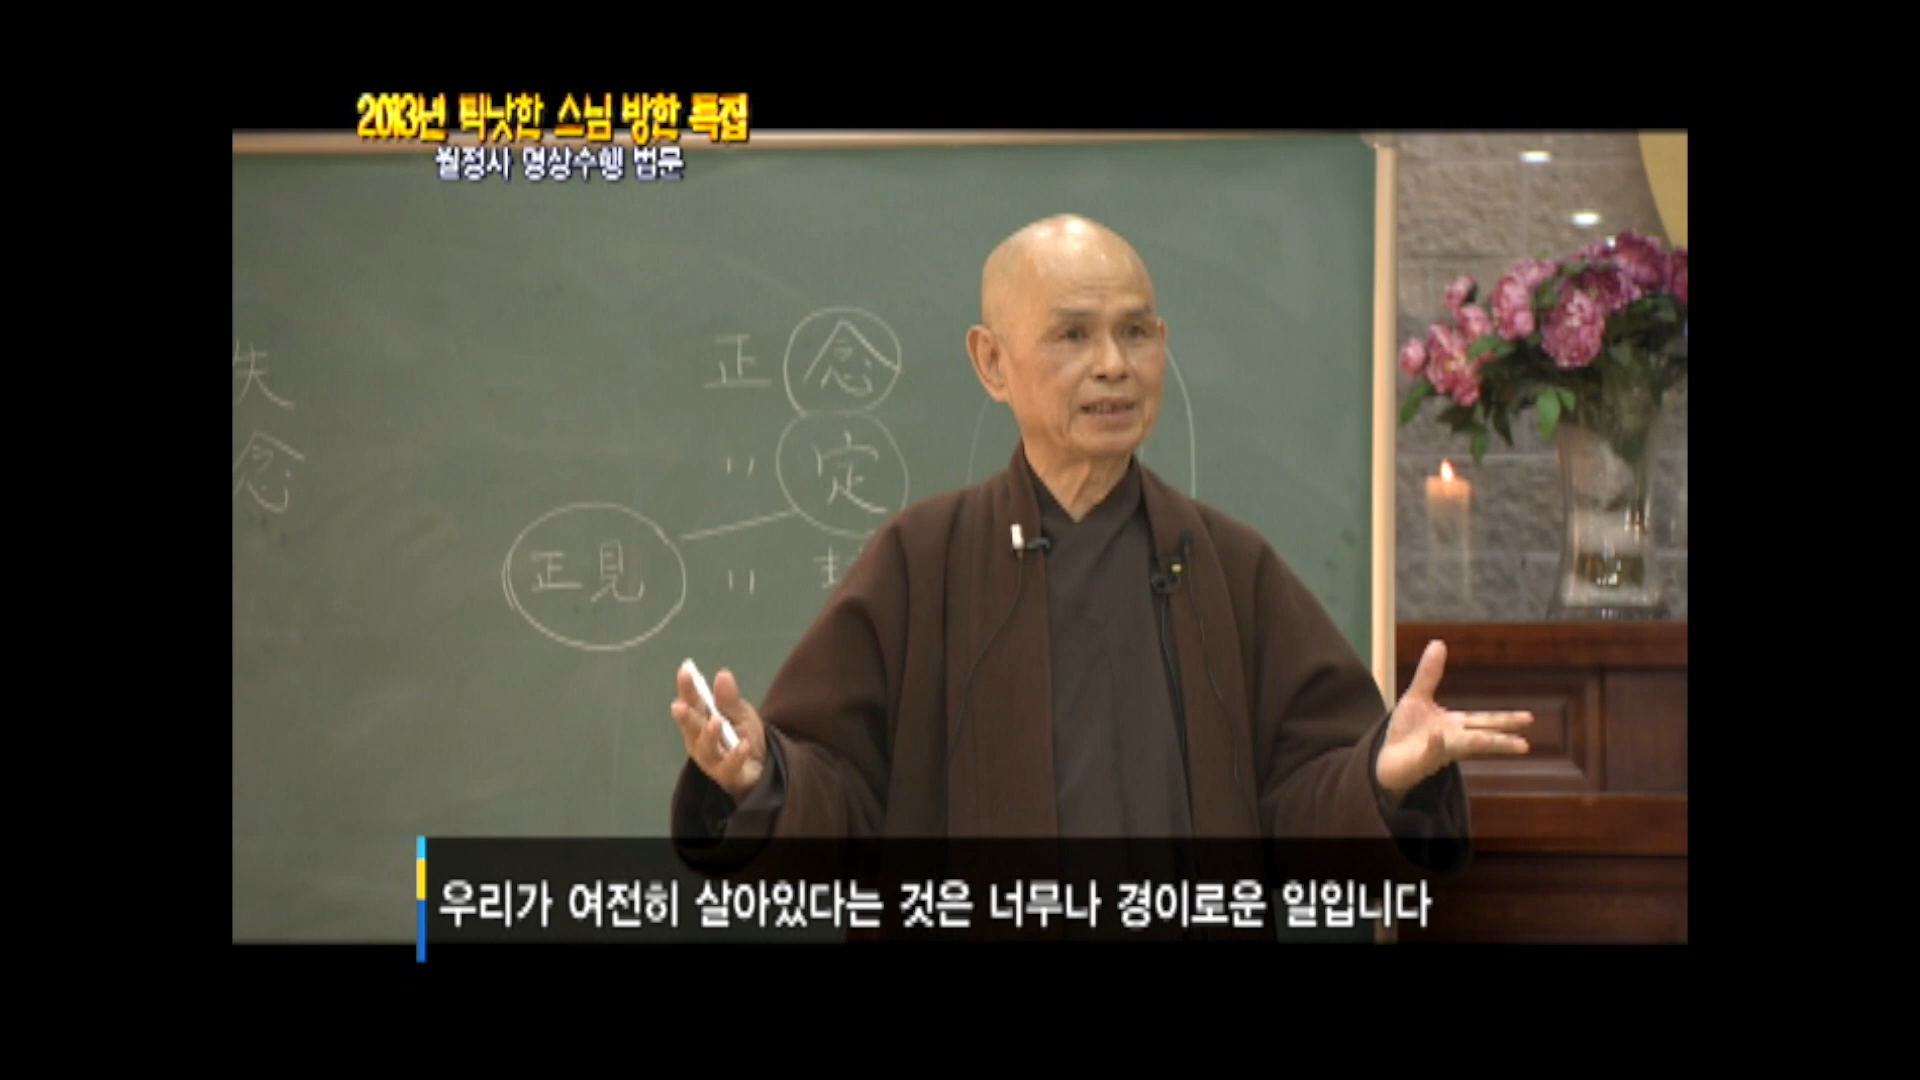 2013년 틱낫한 스님 방한 특집
월정사 명상수행 법문
失
念
正 念
〃 定
正見 〃
우리가 여전히 살아있다는 것은 너무나 경이로운 일입니다